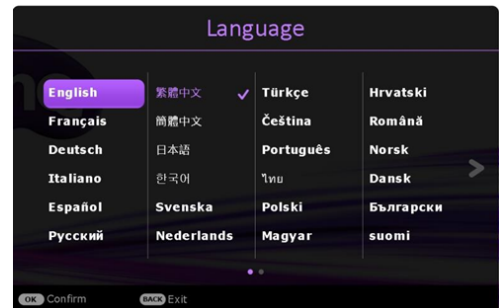 Language
English
Français
Deutsch
Italiano
Español
Русский
繁體中文
簡體中文
日本語
한국어
Svenska
Nederlands
Türkçe
Čeština
Português
ไทย
Polski
Magyar
Hrvatski
Română
Norsk
Dansk
Български
suomi
OK Confirm BACK Exit